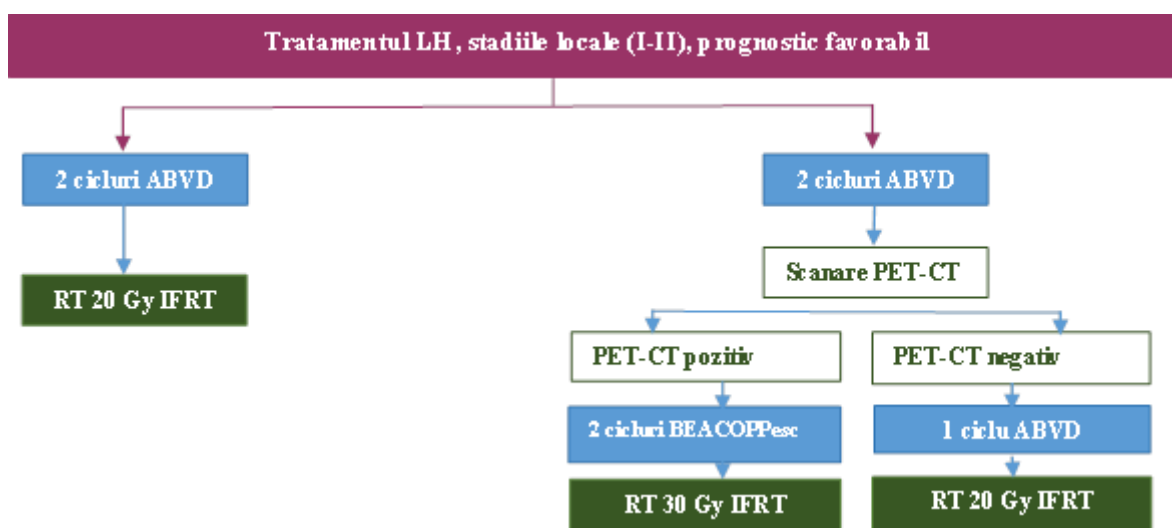 Tratamentul LH, stadiile locale (I-II), prognostic favorabil
2 cicluri ABVD
2 cicluri ABVD
RT 20 Gy IFRT
Scanare PET-CT
PET-CT pozitiv
PET-CT negativ
2 cicluri BEACOPPesc
1 ciclu ABVD
RT 30 Gy IFRT
RT 20 Gy IFRT